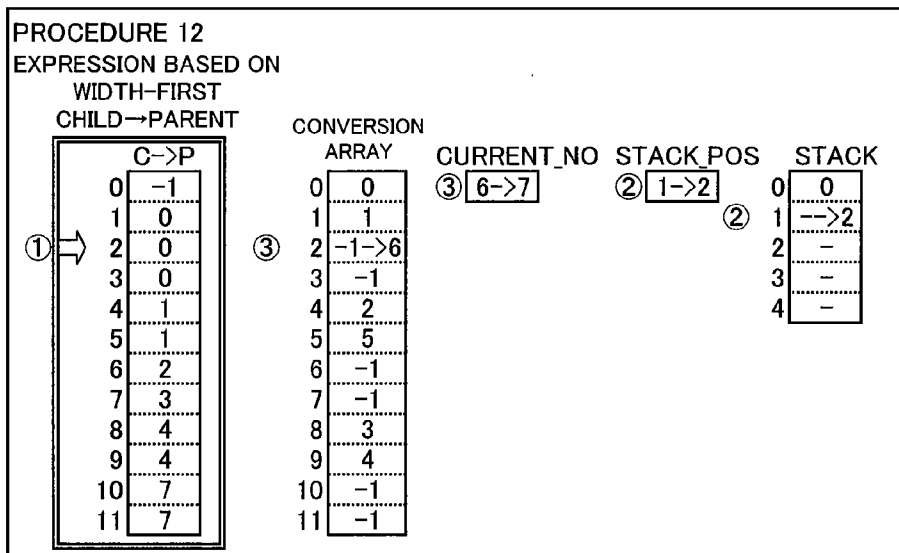 PROCEDURE 12
EXPRESSION BASED ON
WIDTH-FIRST
CHILD→PARENT
CONVERSION
ARRAY
CURRENT_NO
STACK_POS
STACK
C->P
0 -1
1 0
① 2 0
3 0
4 1
5 1
6 2
7 3
8 4
9 4
10 7
11 7
0 0
1 1
③ 2 -1->6
3 -1
4 2
5 5
6 -1
7 -1
8 3
9 4
10 -1
11 -1
③ 6->7
② 1->2
0 0
② 1 -->2
2 -
3 -
4 -